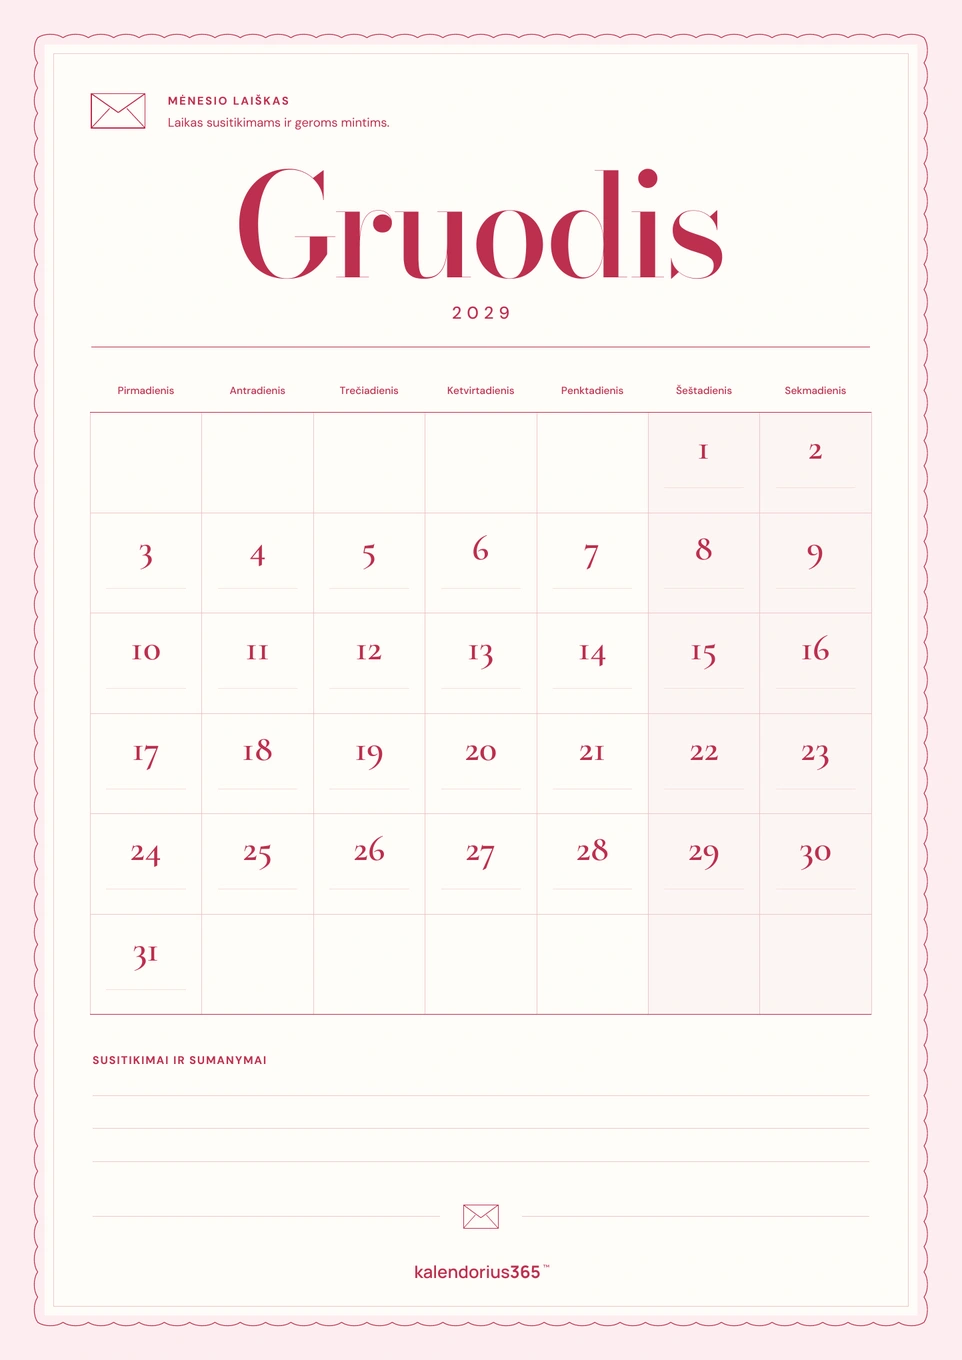 MĖNESIO LAIŠKAS
Laikas susitikimams ir geroms mintims.
Gruodis
2029
Pirmadienis Antradienis Trečiadienis Ketvirtadienis Penktadienis Šeštadienis Sekmadienis
1 2
3 4 5 6 7 8 9
10 11 12 13 14 15 16
17 18 19 20 21 22 23
24 25 26 27 28 29 30
31
SUSITIKIMAI IR SUMANYMAI
kalendorius365™